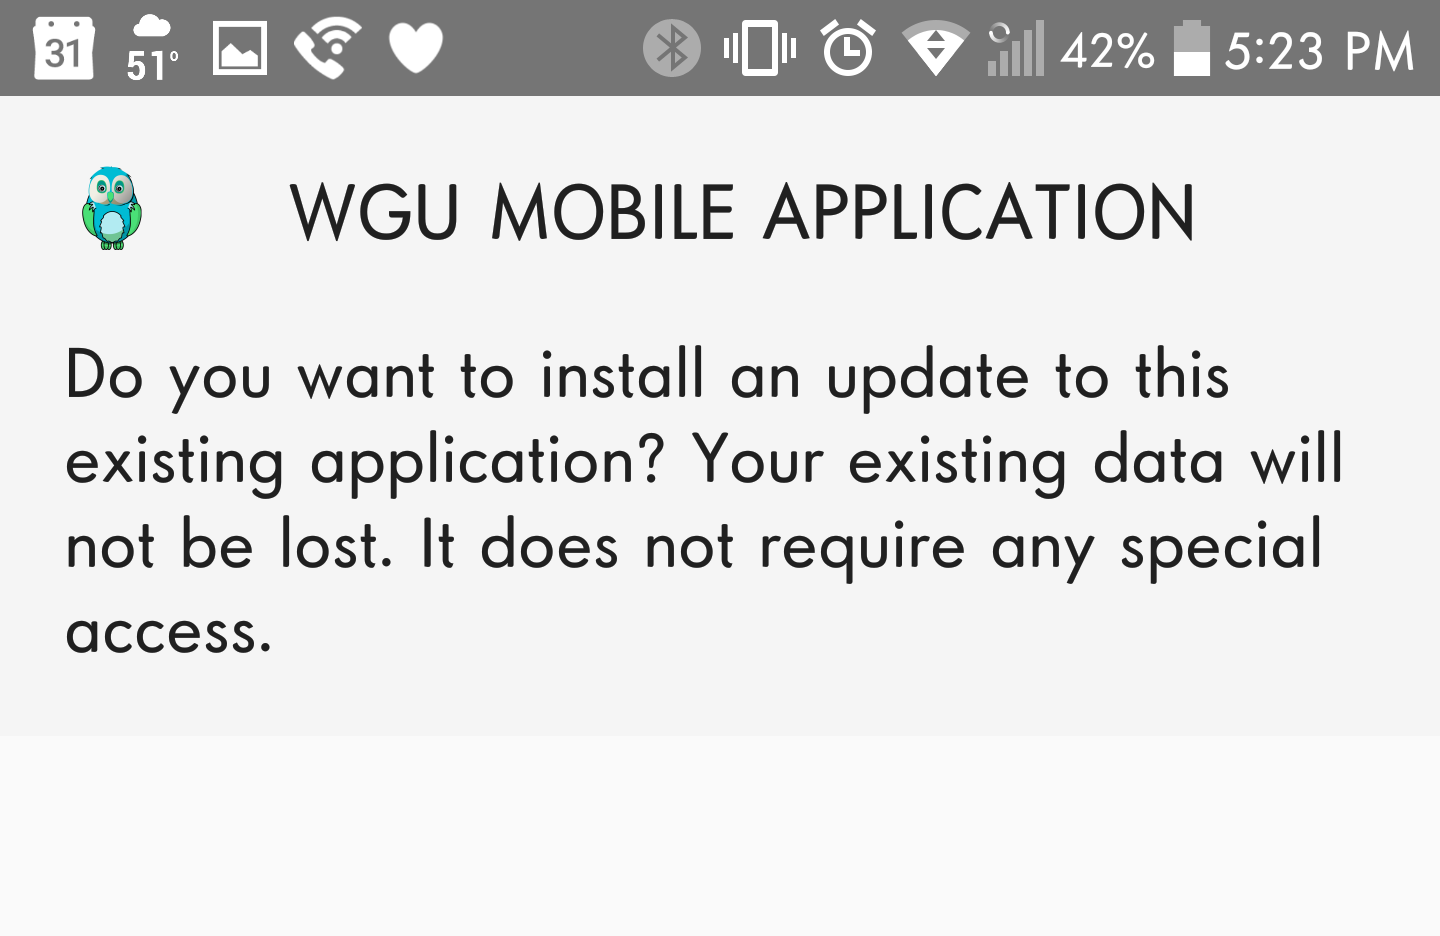 31 51° 42% 5:23 PM
WGU MOBILE APPLICATION
Do you want to install an update to this
existing application? Your existing data will
not be lost. It does not require any special
access.